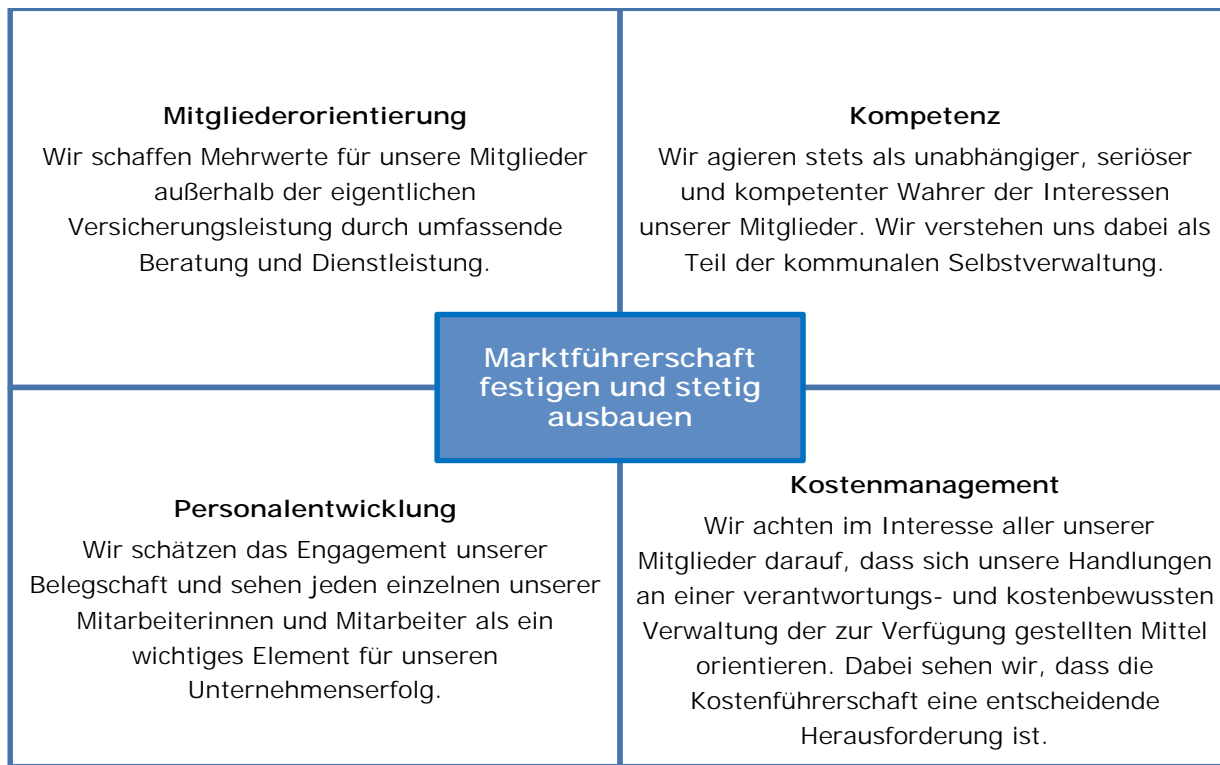 Mitgliederorientierung
Wir schaffen Mehrwerte für unsere Mitglieder
außerhalb der eigentlichen
Versicherungsleistung durch umfassende
Beratung und Dienstleistung.
Kompetenz
Wir agieren stets als unabhängiger, seriöser
und kompetenter Wahrer der Interessen
unserer Mitglieder. Wir verstehen uns dabei als
Teil der kommunalen Selbstverwaltung.
Marktführerschaft
festigen und stetig
ausbauen
Personalentwicklung
Wir schätzen das Engagement unserer
Belegschaft und sehen jeden einzelnen unserer
Mitarbeiterinnen und Mitarbeiter als ein
wichtiges Element für unseren
Unternehmenserfolg.
Kostenmanagement
Wir achten im Interesse aller unserer
Mitglieder darauf, dass sich unsere Handlungen
an einer verantwortungs- und kostenbewussten
Verwaltung der zur Verfügung gestellten Mittel
orientieren. Dabei sehen wir, dass die
Kostenführerschaft eine entscheidende
Herausforderung ist.